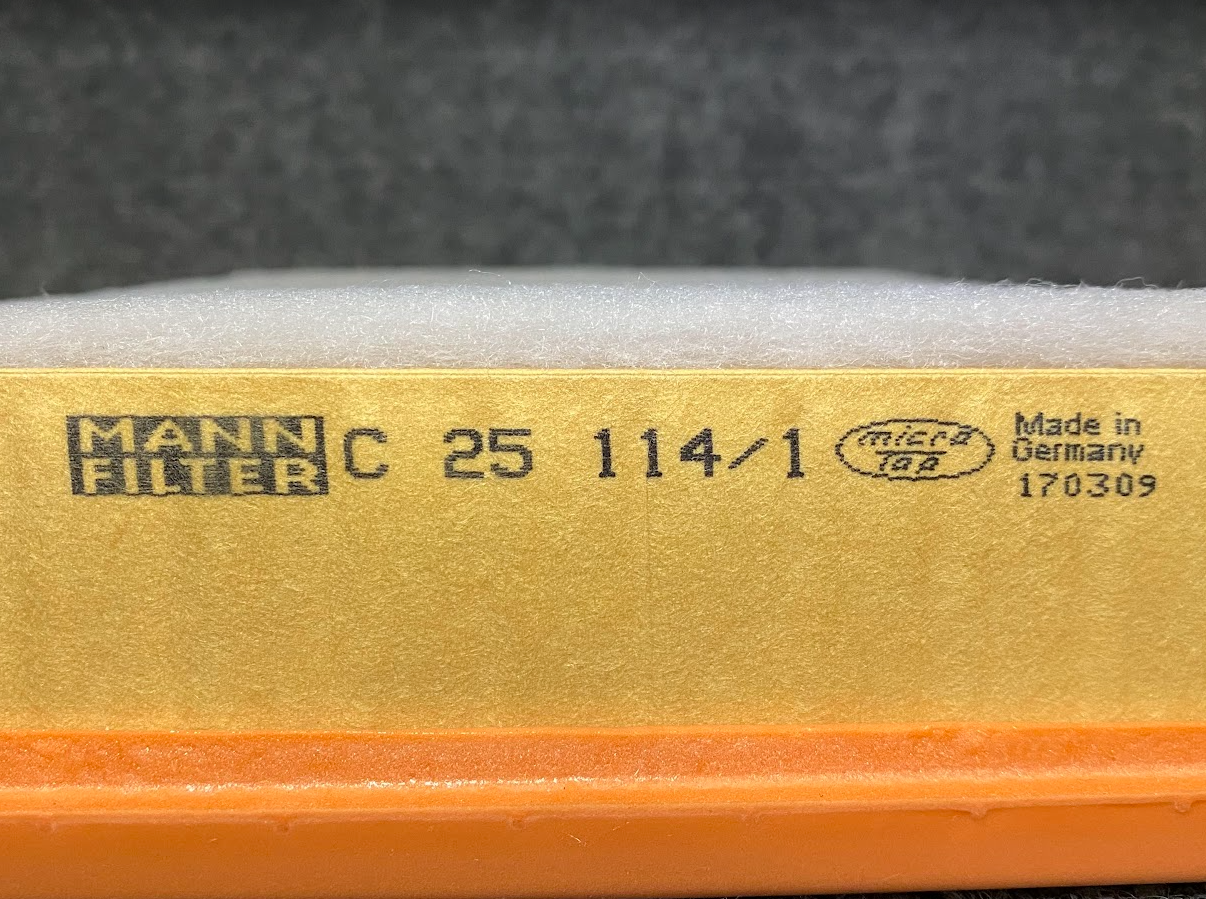 MANN
FILTER
C 25 114/1
micro
top
Made in
Germany
170309